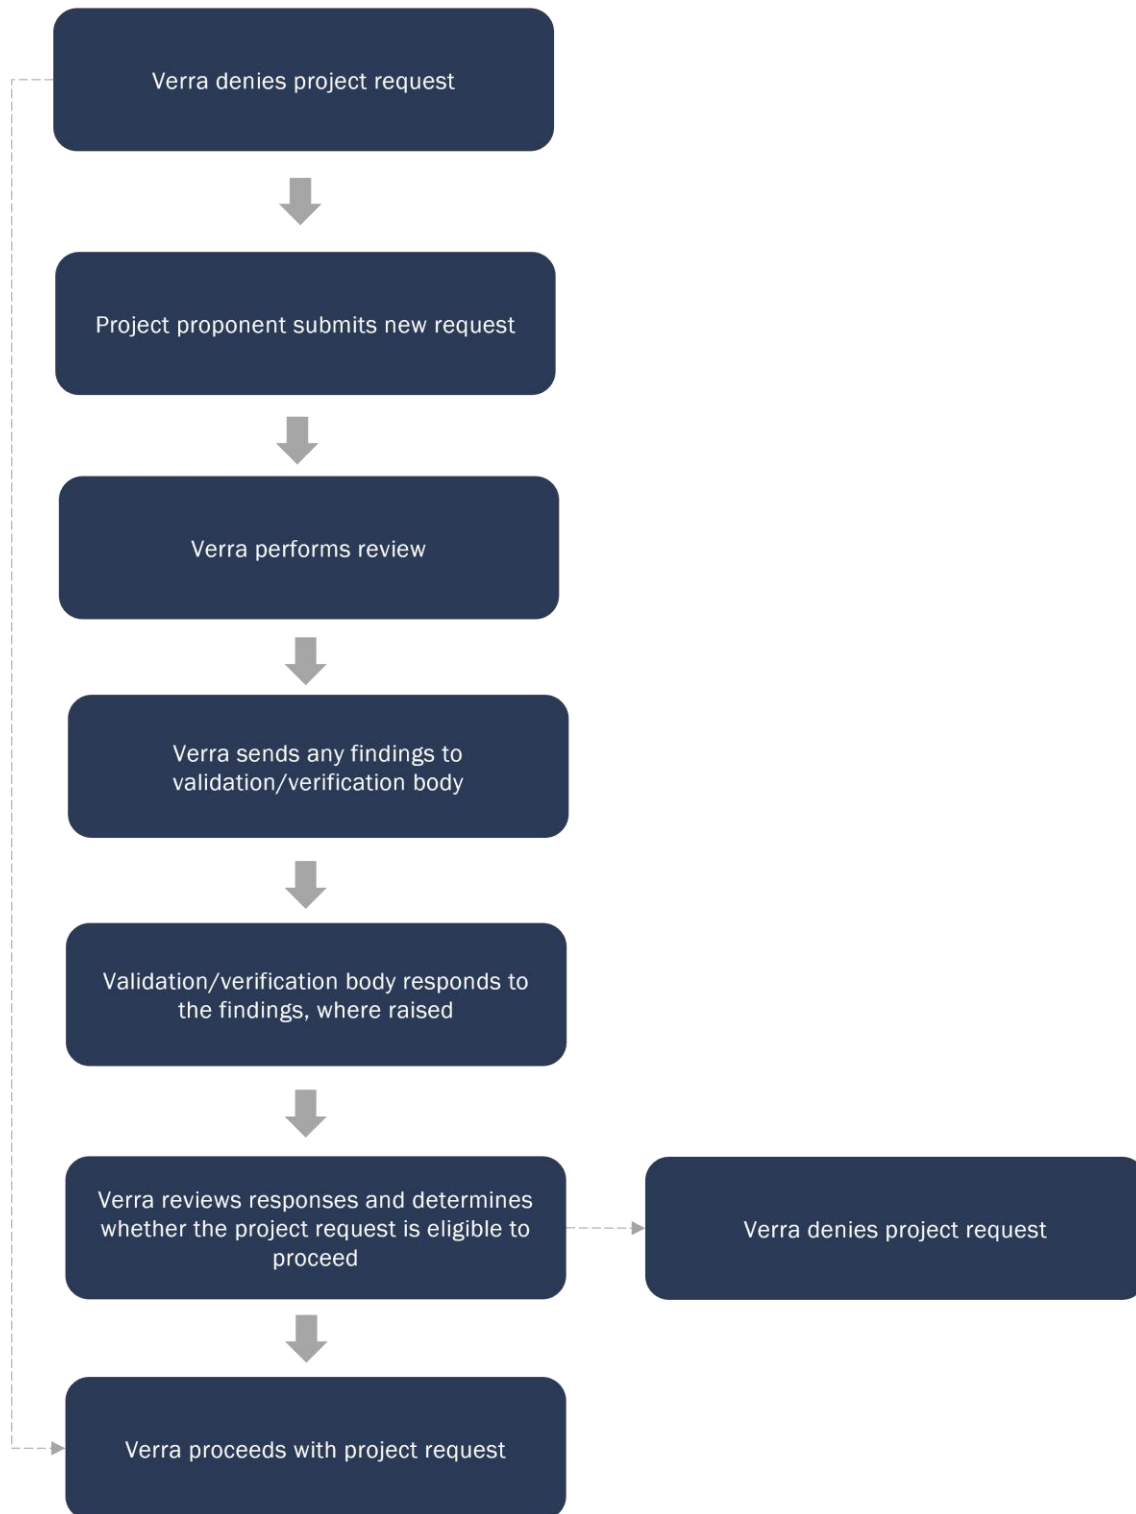 Verra denies project request
Project proponent submits new request
Verra performs review
Verra sends any findings to
validation/verification body
Validation/verification body responds to
the findings, where raised
Verra reviews responses and determines
whether the project request is eligible to
proceed
Verra denies project request
Verra proceeds with project request